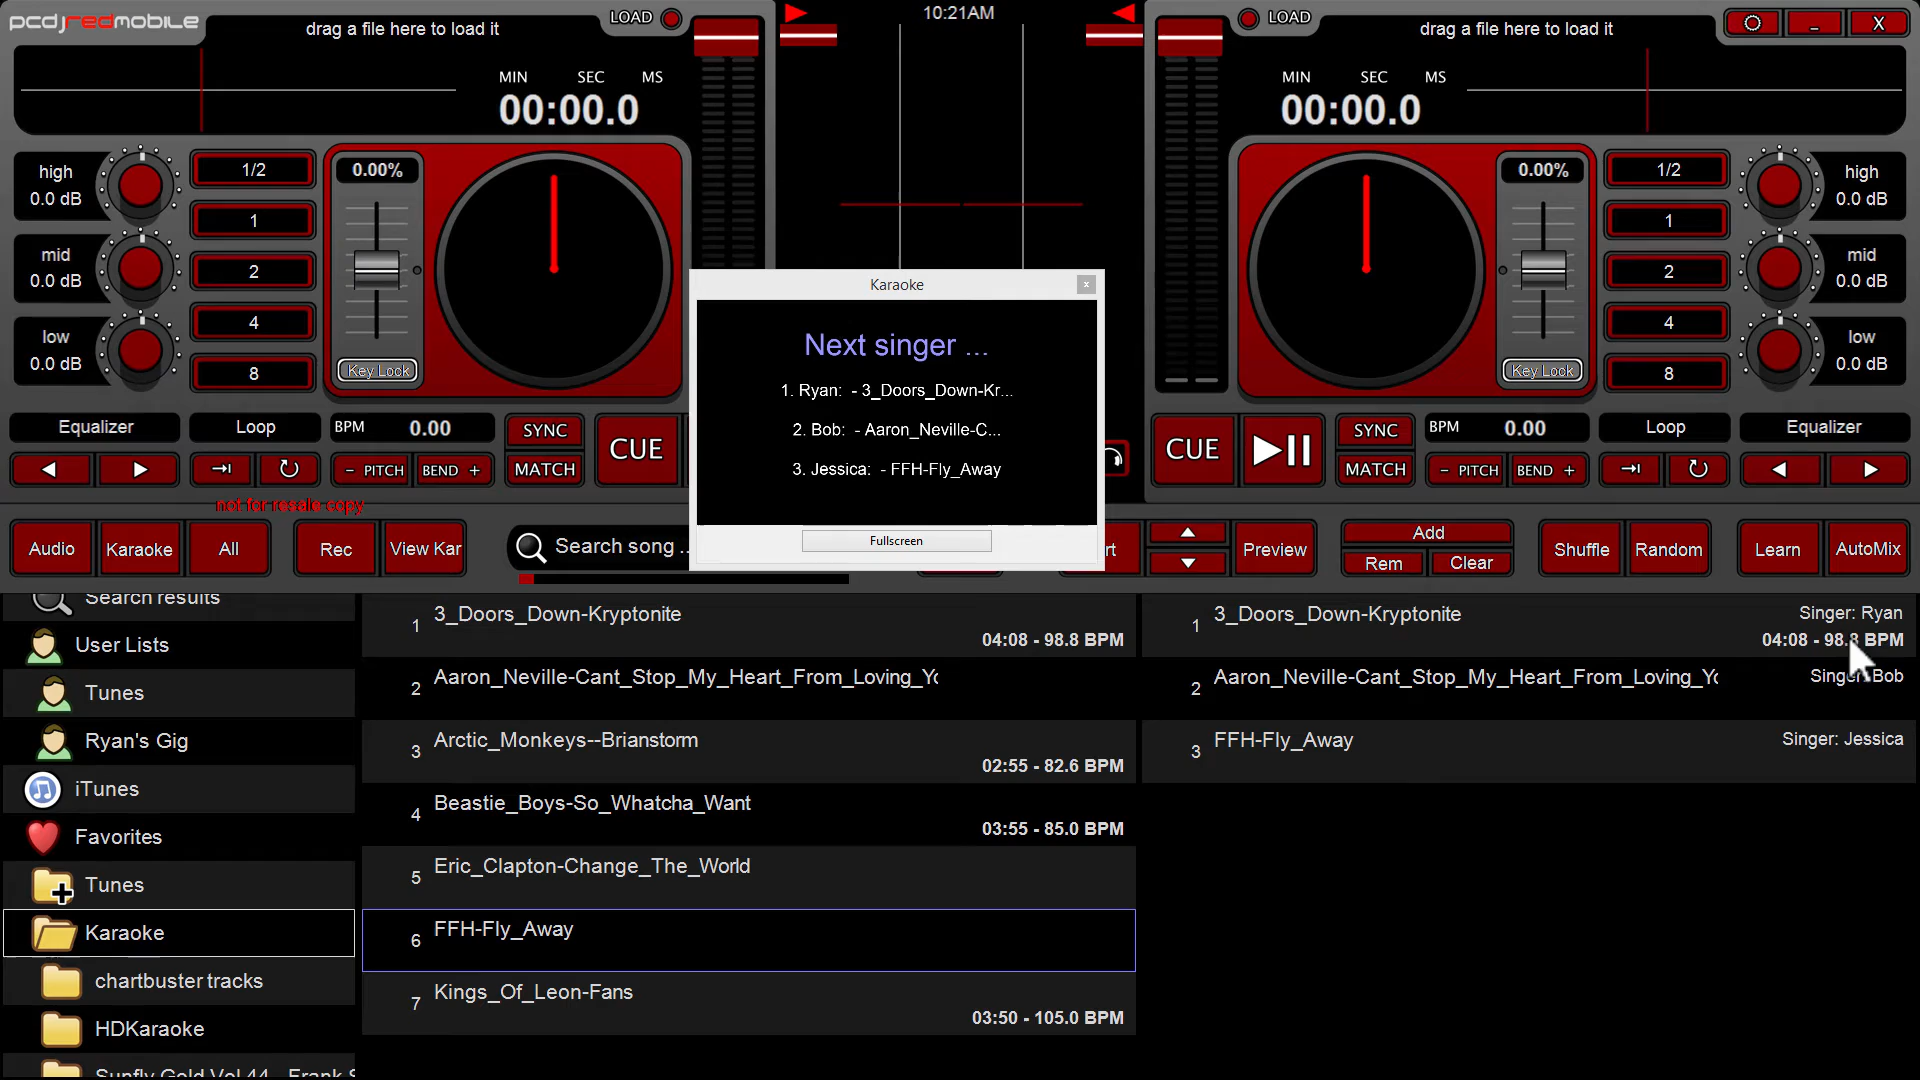 pcdj redmobile
drag a file here to load it
LOAD
10:21AM
LOAD
drag a file here to load it
_
X
MIN SEC MS
00:00.0
MIN SEC MS
00:00.0
high
0.0 dB
mid
0.0 dB
low
0.0 dB
1/2
1
2
4
8
0.00%
Key Lock
0.00%
Key Lock
1/2
1
2
4
8
high
0.0 dB
mid
0.0 dB
low
0.0 dB
Karaoke
x
Next singer ...
1. Ryan: - 3_Doors_Down-Kr...
2. Bob: - Aaron_Neville-C...
3. Jessica: - FFH-Fly_Away
Fullscreen
Equalizer
Loop
BPM 0.00
SYNC
MATCH
CUE
- PITCH
BEND +
CUE
SYNC
MATCH
BPM 0.00
- PITCH
BEND +
Loop
Equalizer
not for resale copy
Audio
Karaoke
All
Rec
View Kar
Search song ..
Preview
Add
Rem
Clear
Shuffle
Random
Learn
AutoMix
Search results
User Lists
Tunes
Ryan's Gig
iTunes
Favorites
Tunes
Karaoke
chartbuster tracks
HDKaraoke
Sunfly Gold Vol 44 - Frank S
1 3_Doors_Down-Kryptonite
04:08 - 98.8 BPM
2 Aaron_Neville-Cant_Stop_My_Heart_From_Loving_Yo
3 Arctic_Monkeys--Brianstorm
02:55 - 82.6 BPM
4 Beastie_Boys-So_Whatcha_Want
03:55 - 85.0 BPM
5 Eric_Clapton-Change_The_World
6 FFH-Fly_Away
7 Kings_Of_Leon-Fans
03:50 - 105.0 BPM
1 3_Doors_Down-Kryptonite Singer: Ryan
04:08 - 98.8 BPM
2 Aaron_Neville-Cant_Stop_My_Heart_From_Loving_Yo Singer: Bob
3 FFH-Fly_Away Singer: Jessica